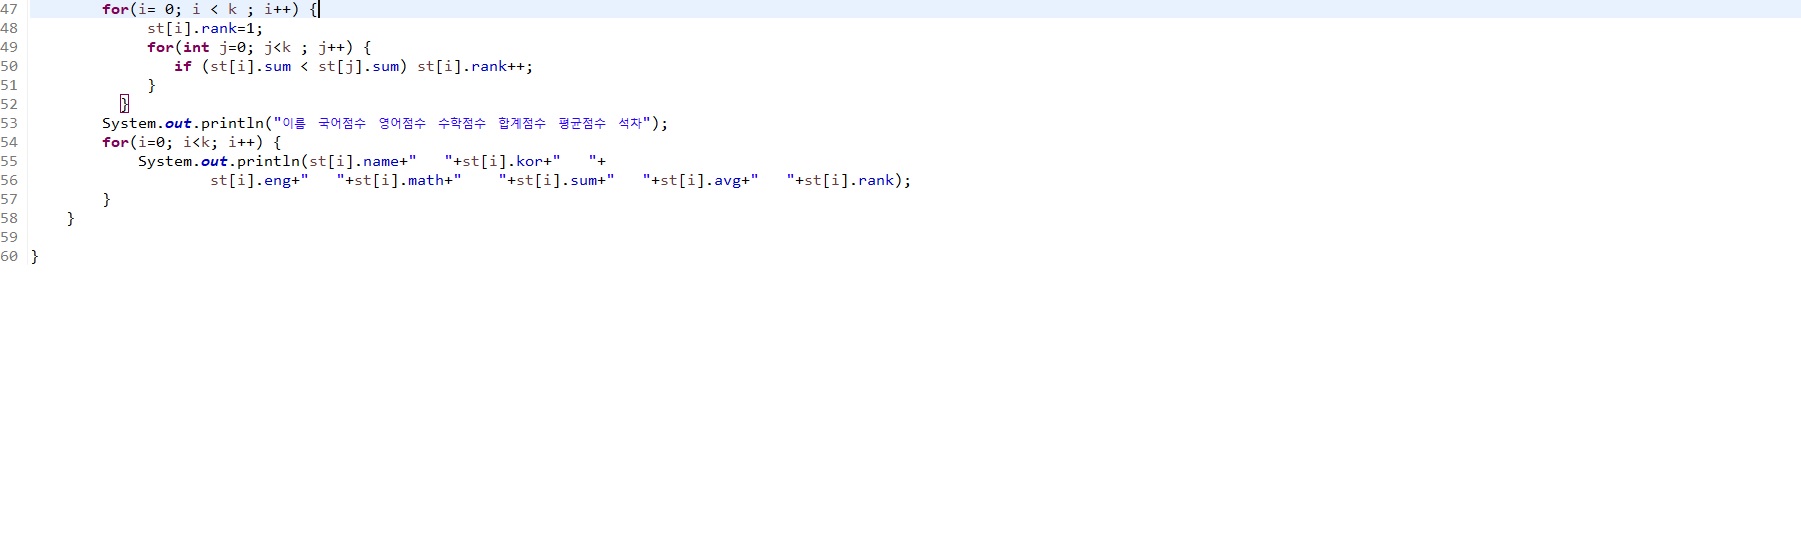 47 for(i= 0; i < k ; i++) {
48 st[i].rank=1;
49 for(int j=0; j<k ; j++) {
50 if (st[i].sum < st[j].sum) st[i].rank++;
51 }
52 }
53 System.out.println("이름 국어점수 영어점수 수학점수 합계점수 평균점수 석차");
54 for(i=0; i<k; i++) {
55 System.out.println(st[i].name+"   "+st[i].kor+"   "+
56 st[i].eng+"   "+st[i].math+"    "+st[i].sum+"   "+st[i].avg+"   "+st[i].rank);
57 }
58 }
59
60 }